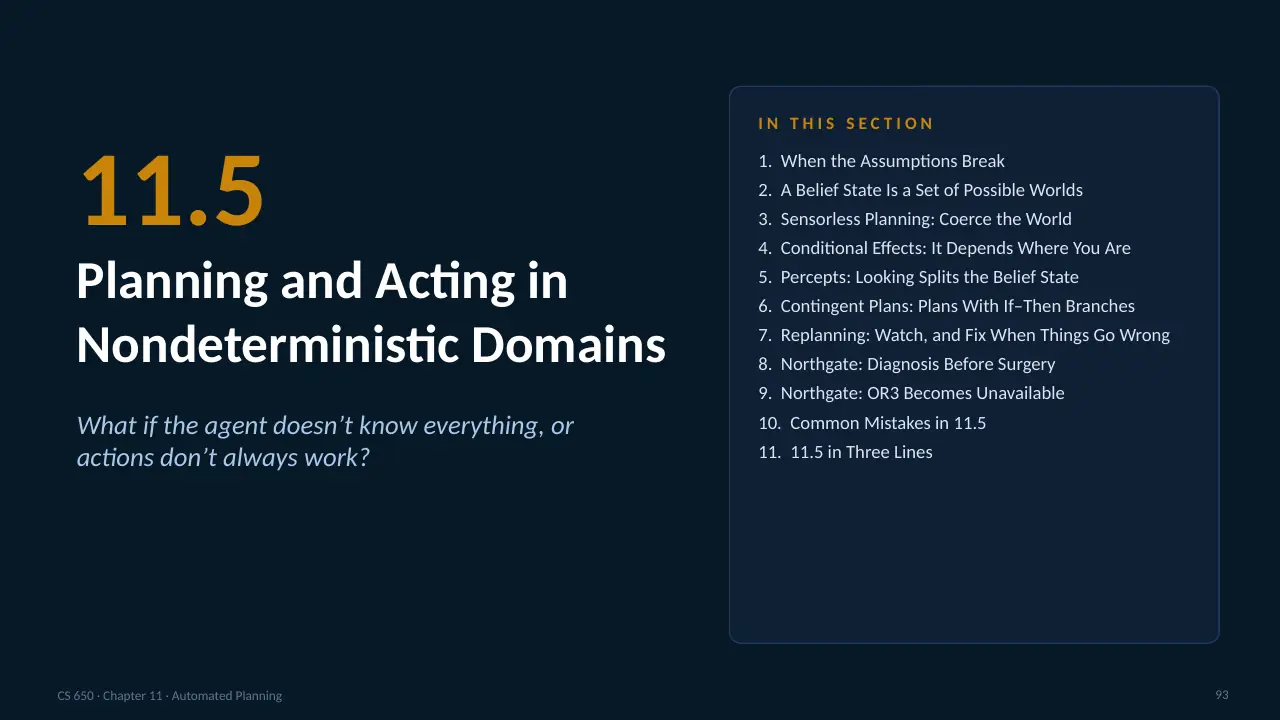 11.5
Planning and Acting in
Nondeterministic Domains
What if the agent doesn’t know everything, or
actions don’t always work?
IN THIS SECTION
1. When the Assumptions Break
2. A Belief State Is a Set of Possible Worlds
3. Sensorless Planning: Coerce the World
4. Conditional Effects: It Depends Where You Are
5. Percepts: Looking Splits the Belief State
6. Contingent Plans: Plans With If–Then Branches
7. Replanning: Watch, and Fix When Things Go Wrong
8. Northgate: Diagnosis Before Surgery
9. Northgate: OR3 Becomes Unavailable
10. Common Mistakes in 11.5
11. 11.5 in Three Lines
CS 650 · Chapter 11 · Automated Planning
93